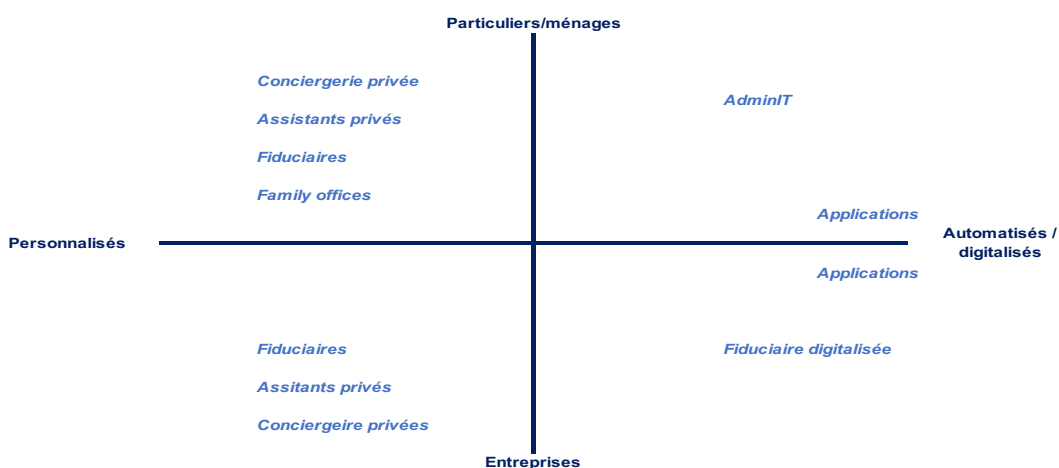 Particuliers/ménages
Conciergerie privée
AdminIT
Assistants privés
Fiduciaires
Family offices
Applications
Personnalisés
Automatisés /
digitalisés
Applications
Fiduciaires
Fiduciaire digitalisée
Assitants privés
Conciergeire privées
Entreprises